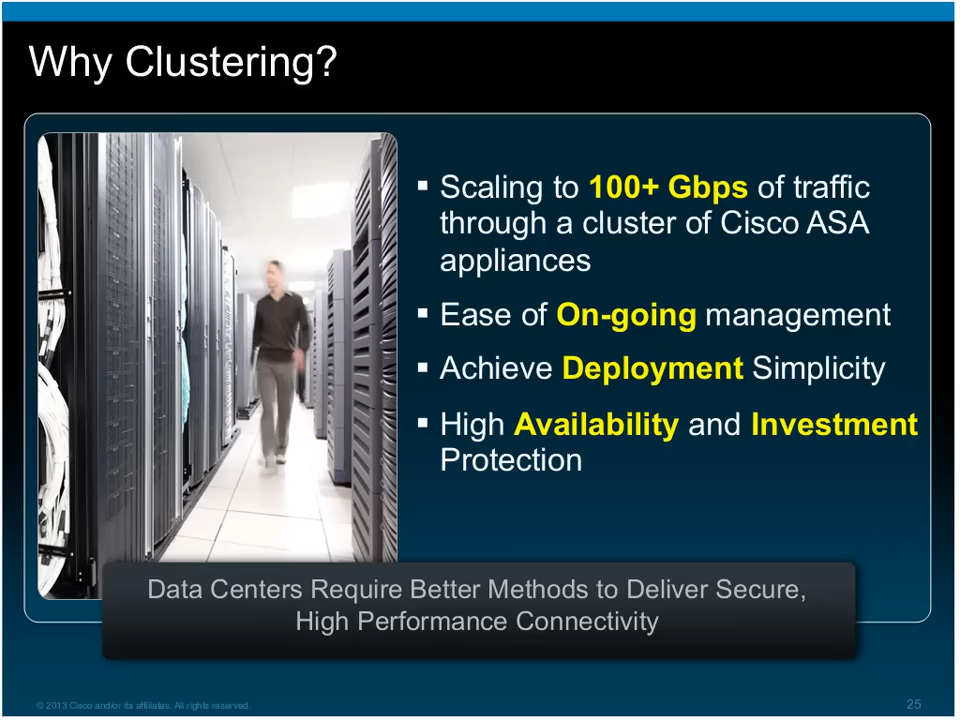 Why Clustering?
▪ Scaling to 100+ Gbps of traffic
through a cluster of Cisco ASA
appliances
▪ Ease of On-going management
▪ Achieve Deployment Simplicity
▪ High Availability and Investment
Protection
Data Centers Require Better Methods to Deliver Secure,
High Performance Connectivity
© 2013 Cisco and/or its affiliates. All rights reserved.
25